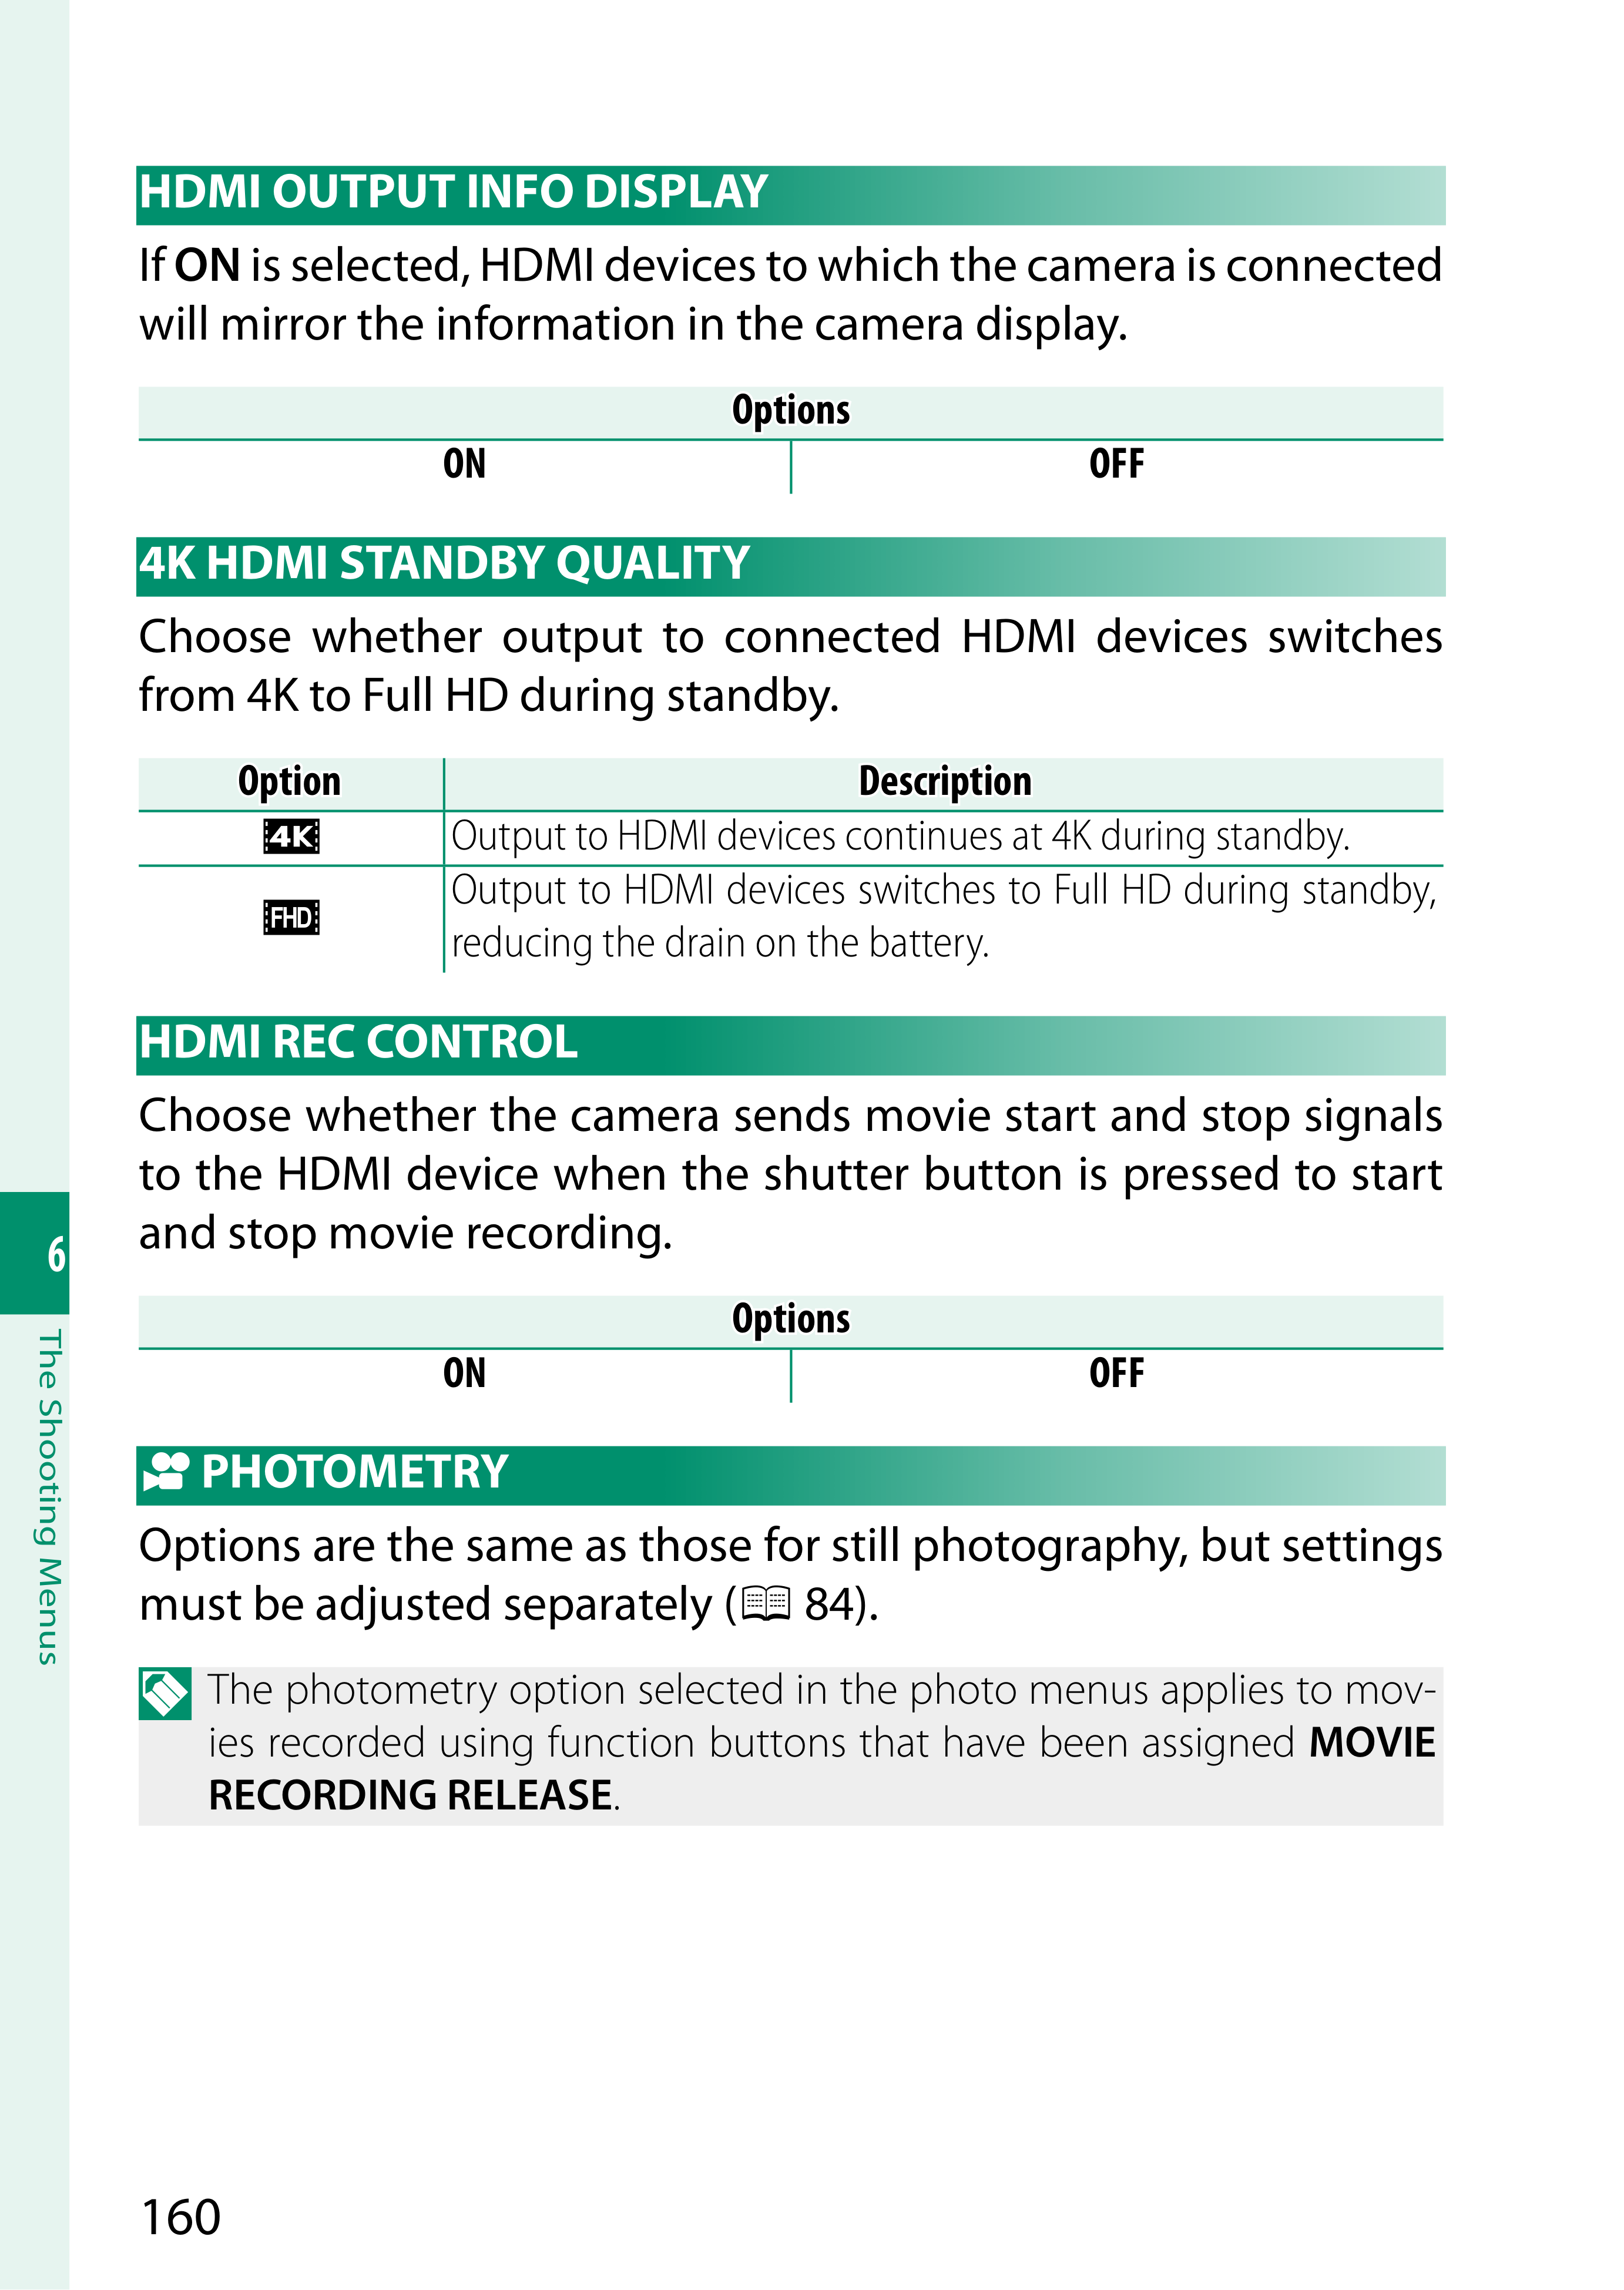 HDMI OUTPUT INFO DISPLAY
If ON is selected, HDMI devices to which the camera is connected
will mirror the information in the camera display.
Options
ON OFF
4K HDMI STANDBY QUALITY
Choose whether output to connected HDMI devices switches
from 4K to Full HD during standby.
Option Description
4K Output to HDMI devices continues at 4K during standby.
FHD Output to HDMI devices switches to Full HD during standby,
reducing the drain on the battery.
HDMI REC CONTROL
Choose whether the camera sends movie start and stop signals
to the HDMI device when the shutter button is pressed to start
and stop movie recording.
Options
ON OFF
PHOTOMETRY
Options are the same as those for still photography, but settings
must be adjusted separately ( 84).
The photometry option selected in the photo menus applies to mov-
ies recorded using function buttons that have been assigned MOVIE
RECORDING RELEASE.
6
The Shooting Menus
160